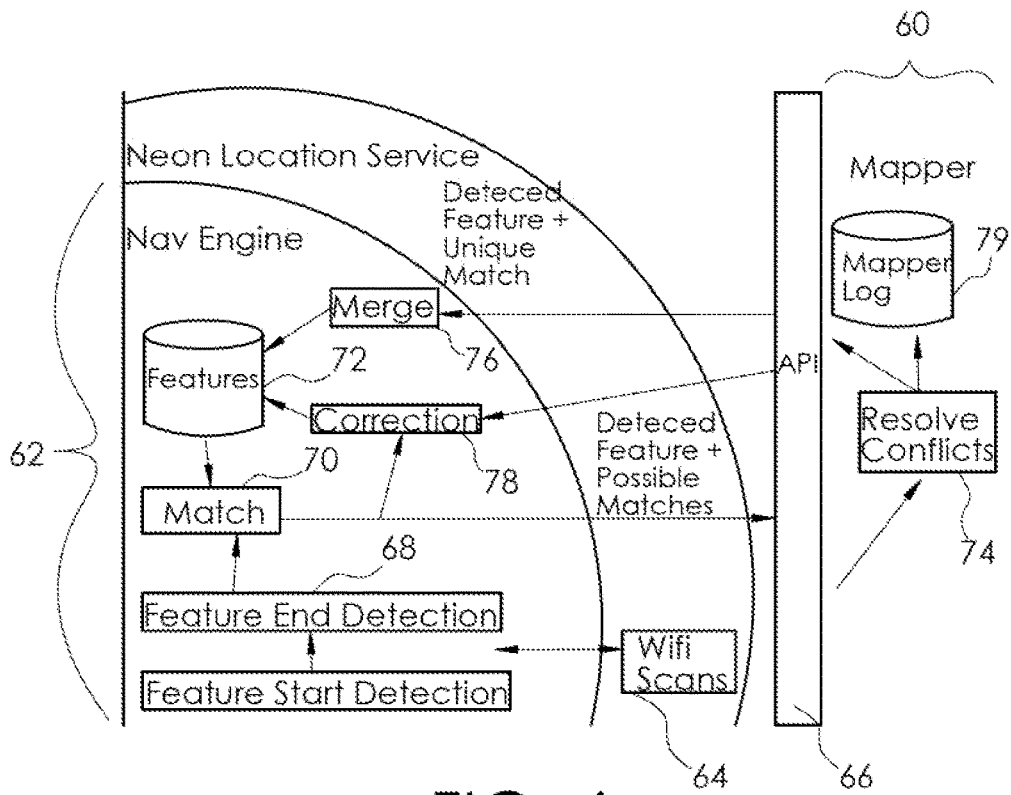 60
Neon Location Service
Mapper
Deteced
Feature +
Unique
Match
Nav Engine
Mapper
Log
79
Merge
76
API
Features
72
Correction
78
Resolve
Conflicts
74
Deteced
Feature +
Possible
Matches
62
70
Match
68
Feature End Detection
Wifi
Scans
Feature Start Detection
64
66